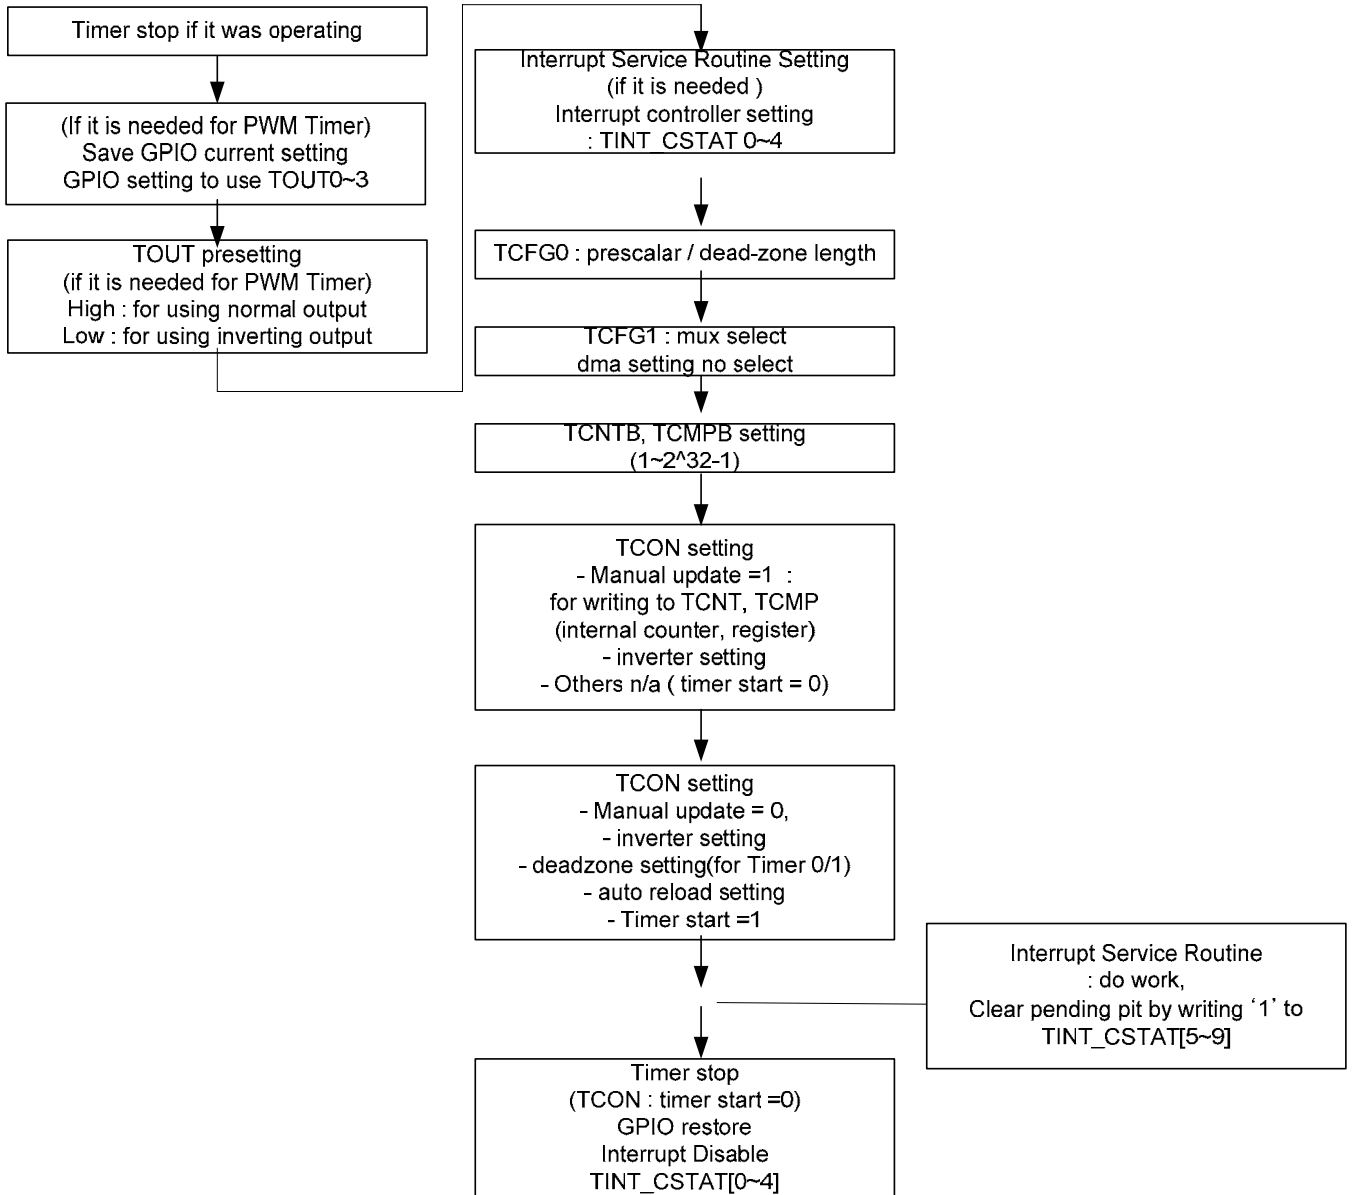 Timer stop if it was operating
(If it is needed for PWM Timer)
Save GPIO current setting
GPIO setting to use TOUT0~3
TOUT presetting
(if it is needed for PWM Timer)
High : for using normal output
Low : for using inverting output
Interrupt Service Routine Setting
(if it is needed )
Interrupt controller setting
: TINT_CSTAT 0~4
TCFG0 : prescalar / dead-zone length
TCFG1 : mux select
dma setting no select
TCNTB, TCMPB setting
(1~2^32-1)
TCON setting
- Manual update =1 :
for writing to TCNT, TCMP
(internal counter, register)
- inverter setting
- Others n/a ( timer start = 0)
TCON setting
- Manual update = 0,
- inverter setting
- deadzone setting(for Timer 0/1)
- auto reload setting
- Timer start =1
Interrupt Service Routine
: do work,
Clear pending pit by writing ‘1’ to
TINT_CSTAT[5~9]
Timer stop
(TCON : timer start =0)
GPIO restore
Interrupt Disable
TINT_CSTAT[0~4]